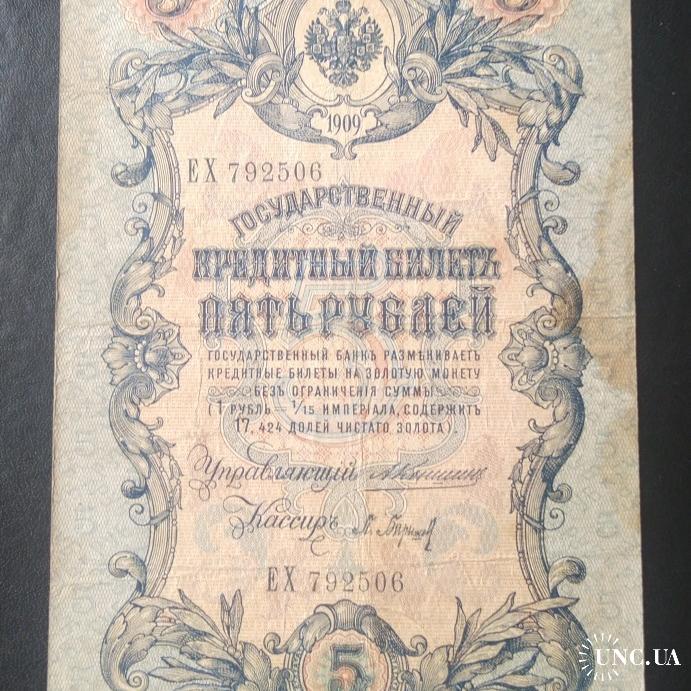 1909
ЕХ 792506
ГОСУДАРСТВЕННЫЙ
КРЕДИТНЫЙ БИЛЕТЪ
ПЯТЬ РУБЛЕЙ
ГОСУДАРСТВЕННЫЙ БАНКЪ РАЗМѢНИВАЕТЪ
КРЕДИТНЫЕ БИЛЕТЫ НА ЗОЛОТУЮ МОНЕТУ
БЕЗЪ ОГРАНИЧЕНІЯ СУММЫ
(1 РУБЛЬ = 1/15 ИМПЕРІАЛА, СОДЕРЖИТЪ
17,424 ДОЛЕЙ ЧИСТАГО ЗОЛОТА).
Управляющій
Кассиръ
ЕХ 792506
5
UNC.UA